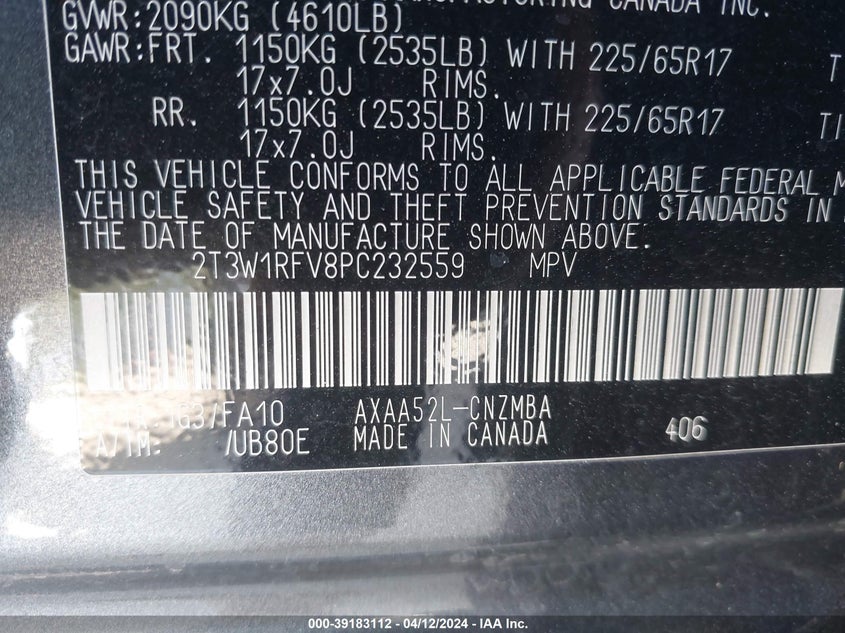 CANADA INC.
GVWR:2090KG (4610LB)
GAWR:FRT. 1150KG (2535LB) WITH 225/65R17
17x7.0J RIMS.
RR. 1150KG (2535LB) WITH 225/65R17
17x7.0J RIMS.
THIS VEHICLE CONFORMS TO ALL APPLICABLE FEDERAL M
VEHICLE SAFETY AND THEFT PREVENTION STANDARDS IN
THE DATE OF MANUFACTURE SHOWN ABOVE.
2T3W1RFV8PC232559 MPV
1G3/FA10 AXAA52L-CNZMBA
A/TM. /UB80E MADE IN CANADA 406
000-39183112 - 04/12/2024 - IAA Inc.